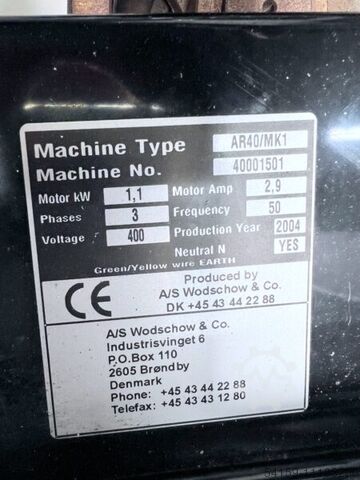 Machine Type AR40/MK1
Machine No. 40001501
Motor kW 1,1 Motor Amp 2,9
Phases 3 Frequency 50
Voltage 400 Production Year 2004
Neutral N YES
Green/Yellow wire EARTH
CE
Produced by
A/S Wodschow & Co.
DK +45 43 44 22 88
A/S Wodschow & Co.
Industrisvinget 6
P.O.Box 110
2605 Brøndby
Denmark
Phone: +45 43 44 22 88
Telefax: +45 43 43 12 80